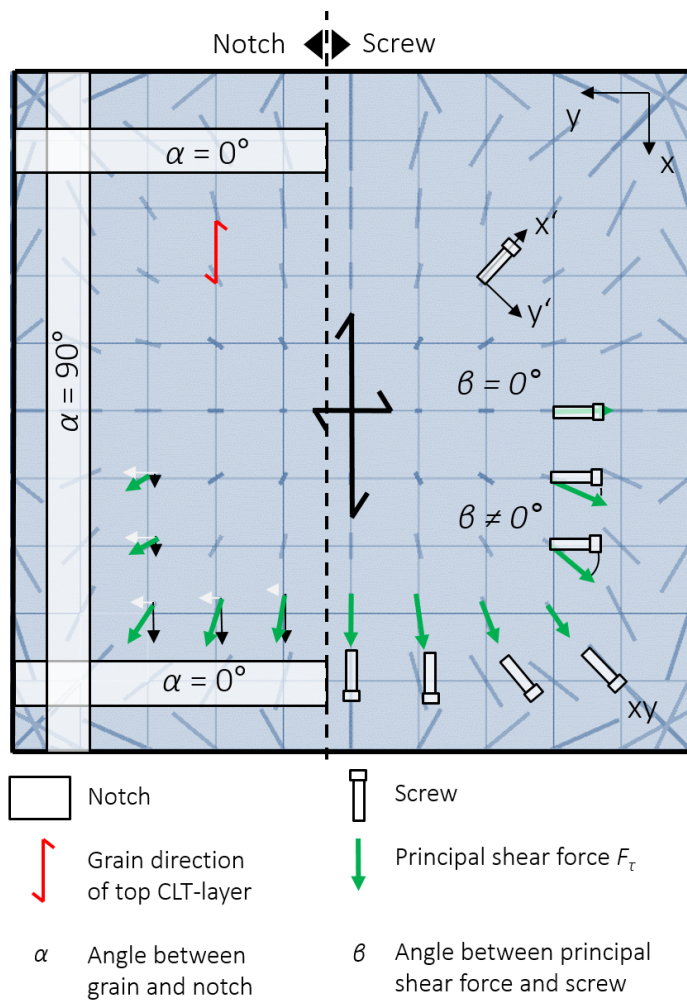 Notch Screw
y
x
α = 0°
x‘
y‘
α = 90°
β = 0°
β ≠ 0°
α = 0°
xy
Notch
Screw
Grain direction
of top CLT-layer
Principal shear force Fτ
α
Angle between
grain and notch
β
Angle between principal
shear force and screw